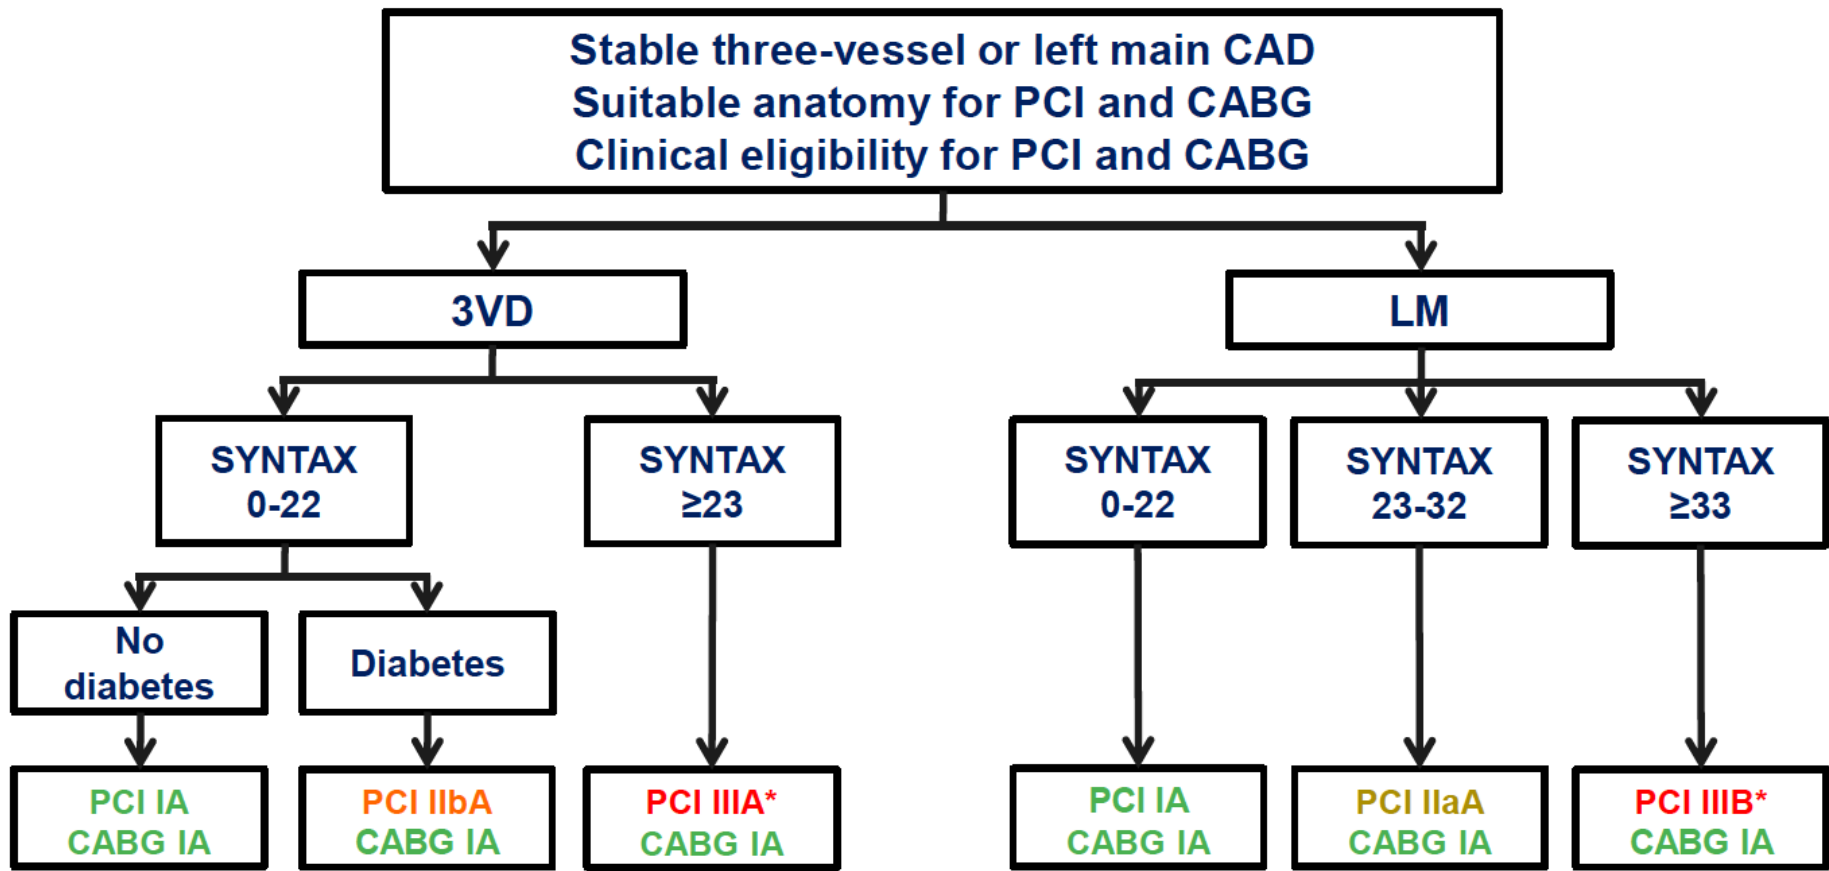 Stable three-vessel or left main CAD
Suitable anatomy for PCI and CABG
Clinical eligibility for PCI and CABG
3VD
LM
SYNTAX
0-22
SYNTAX
≥23
SYNTAX
0-22
SYNTAX
23-32
SYNTAX
≥33
No
diabetes
Diabetes
PCI IA
CABG IA
PCI IIbA
CABG IA
PCI IIIA*
CABG IA
PCI IA
CABG IA
PCI IIaA
CABG IA
PCI IIIB*
CABG IA